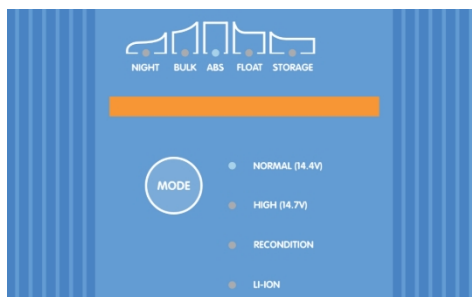 NIGHT BULK ABS FLOAT STORAGE
MODE
NORMAL (14.4V)
HIGH (14.7V)
RECONDITION
LI-ION